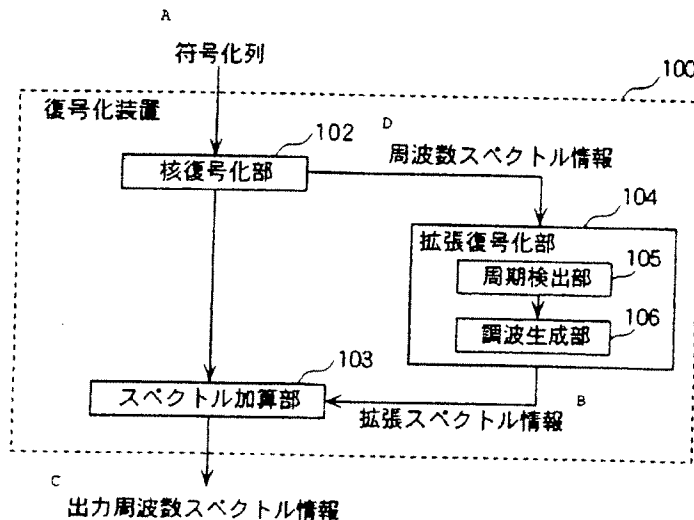 A
符号化列
100
復号化装置
102
D
核復号化部
周波数スペクトル情報
104
拡張復号化部
105
周期検出部
106
調波生成部
103
スペクトル加算部
B
拡張スペクトル情報
C
出力周波数スペクトル情報